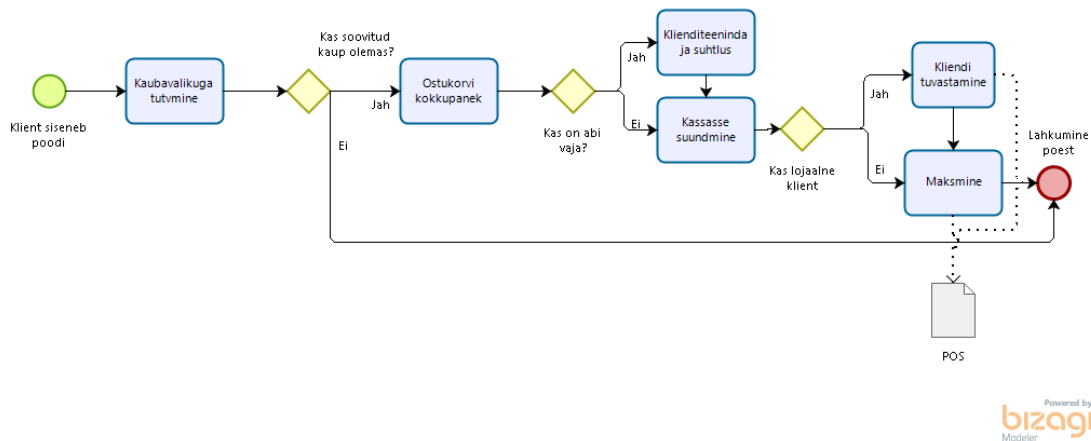 Klient siseneb
poodi
Kaubavalikuga
tutvmine
Kas soovitud
kaup olemas?
Jah
Ei
Ostukorvi
kokkupanek
Kas on abi
vaja?
Jah
Ei
Klienditeeninda
ja suhtlus
Kassasse
suundmine
Kas lojaalne
klient
Jah
Ei
Kliendi
tuvastamine
Maksmine
Lahkumine
poest
POS
Powered by
bizagi
Modeler